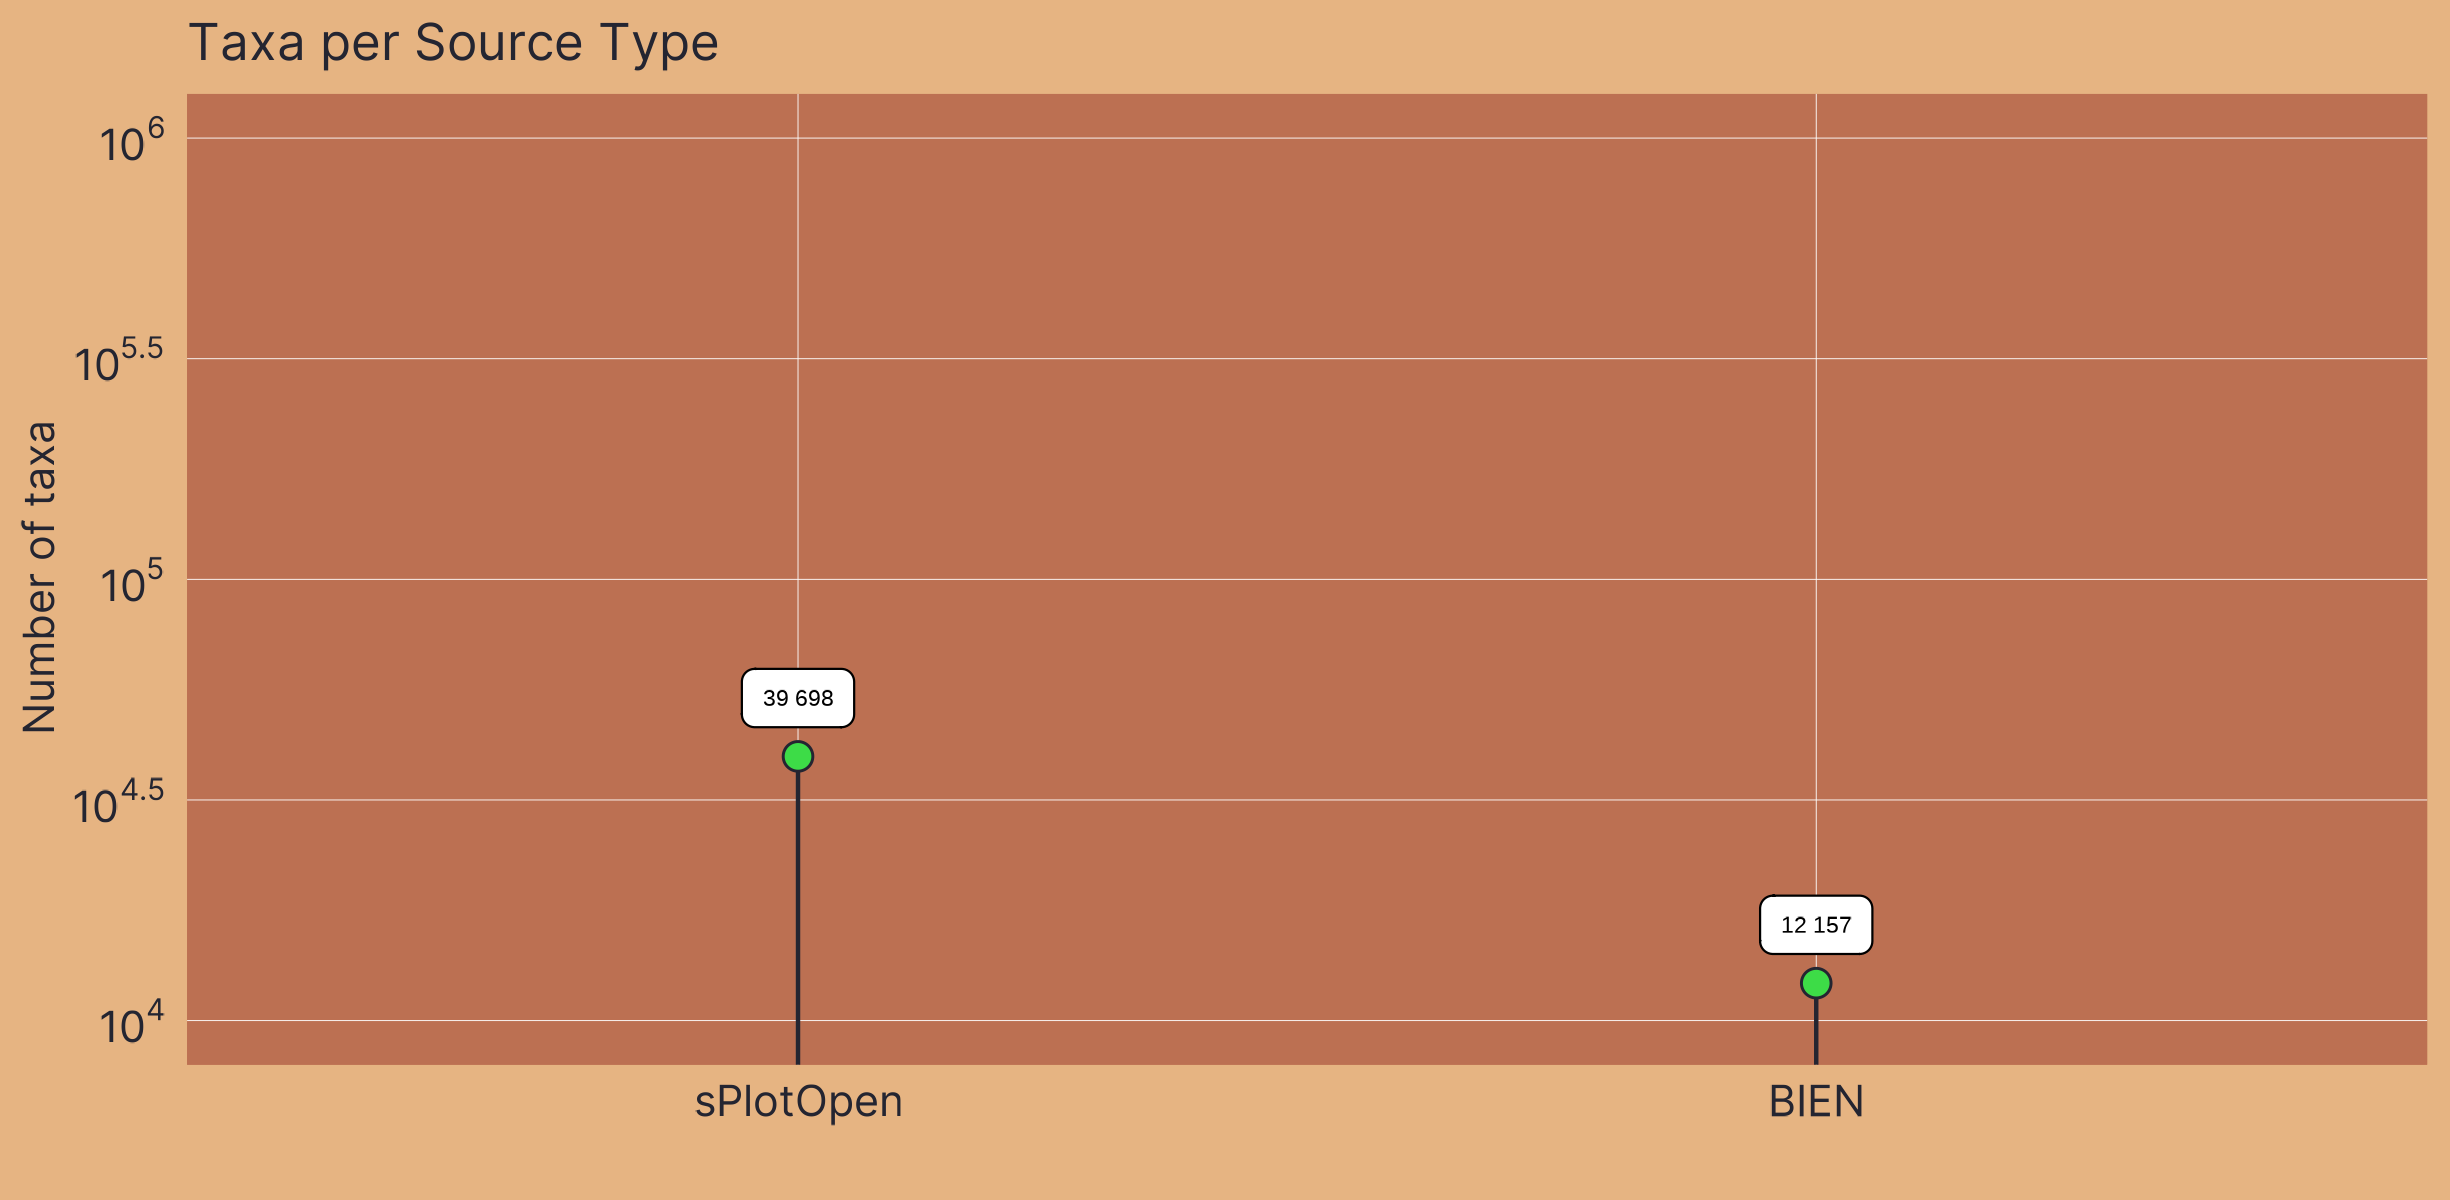 Taxa per Source Type
10^6
10^5.5
10^5
10^4.5
10^4
Number of taxa
39 698
12 157
sPlotOpen
BIEN